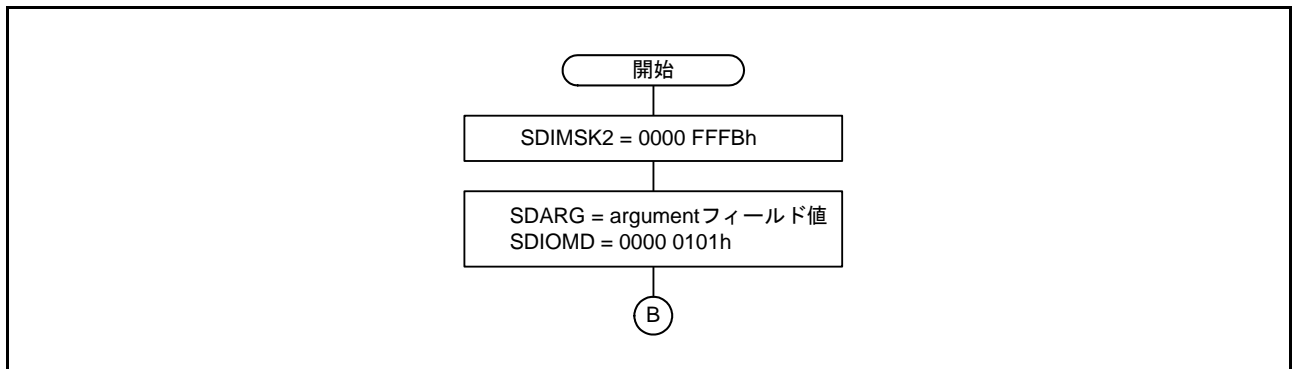 開始
SDIMSK2 = 0000 FFFBh
SDARG = argumentフィールド値
SDIOMD = 0000 0101h
B